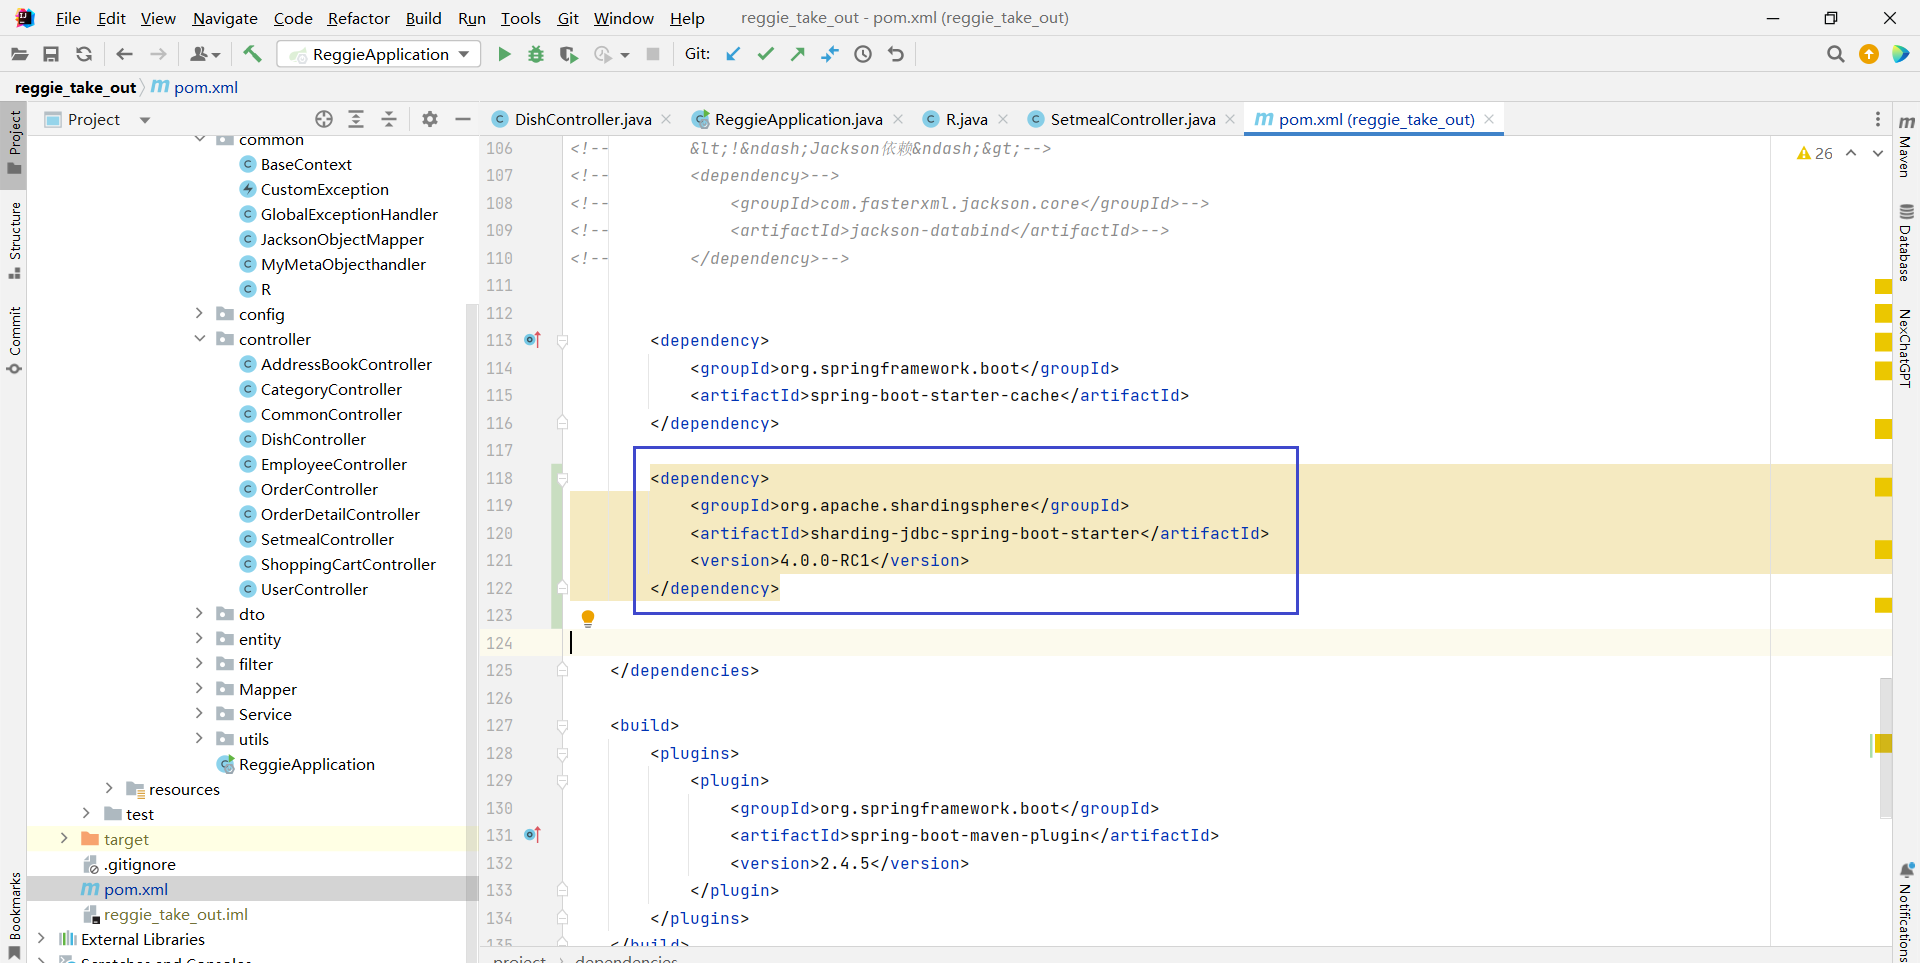 File Edit View Navigate Code Refactor Build Run Tools Git Window Help reggie_take_out - pom.xml (reggie_take_out)
ReggieApplication Git:
reggie_take_out pom.xml
Project
DishController.java ReggieApplication.java R.java SetmealController.java pom.xml (reggie_take_out)
Project
Structure
Commit
Bookmarks
common
BaseContext
CustomException
GlobalExceptionHandler
JacksonObjectMapper
MyMetaObjecthandler
R
config
controller
AddressBookController
CategoryController
CommonController
DishController
EmployeeController
OrderController
OrderDetailController
SetmealController
ShoppingCartController
UserController
dto
entity
filter
Mapper
Service
utils
ReggieApplication
resources
test
target
.gitignore
pom.xml
reggie_take_out.iml
External Libraries
Scratches and Consoles
26
106 <!-- &lt;!&ndash;Jackson依赖&ndash;&gt;-->
107 <!-- <dependency>-->
108 <!-- <groupId>com.fasterxml.jackson.core</groupId>-->
109 <!-- <artifactId>jackson-databind</artifactId>-->
110 <!-- </dependency>-->
111
112
113 <dependency>
114 <groupId>org.springframework.boot</groupId>
115 <artifactId>spring-boot-starter-cache</artifactId>
116 </dependency>
117
118 <dependency>
119 <groupId>org.apache.shardingsphere</groupId>
120 <artifactId>sharding-jdbc-spring-boot-starter</artifactId>
121 <version>4.0.0-RC1</version>
122 </dependency>
123
124
125 </dependencies>
126
127 <build>
128 <plugins>
129 <plugin>
130 <groupId>org.springframework.boot</groupId>
131 <artifactId>spring-boot-maven-plugin</artifactId>
132 <version>2.4.5</version>
133 </plugin>
134 </plugins>
135 </build>
project dependencies
Maven
Database
NexChatGPT
Notifications